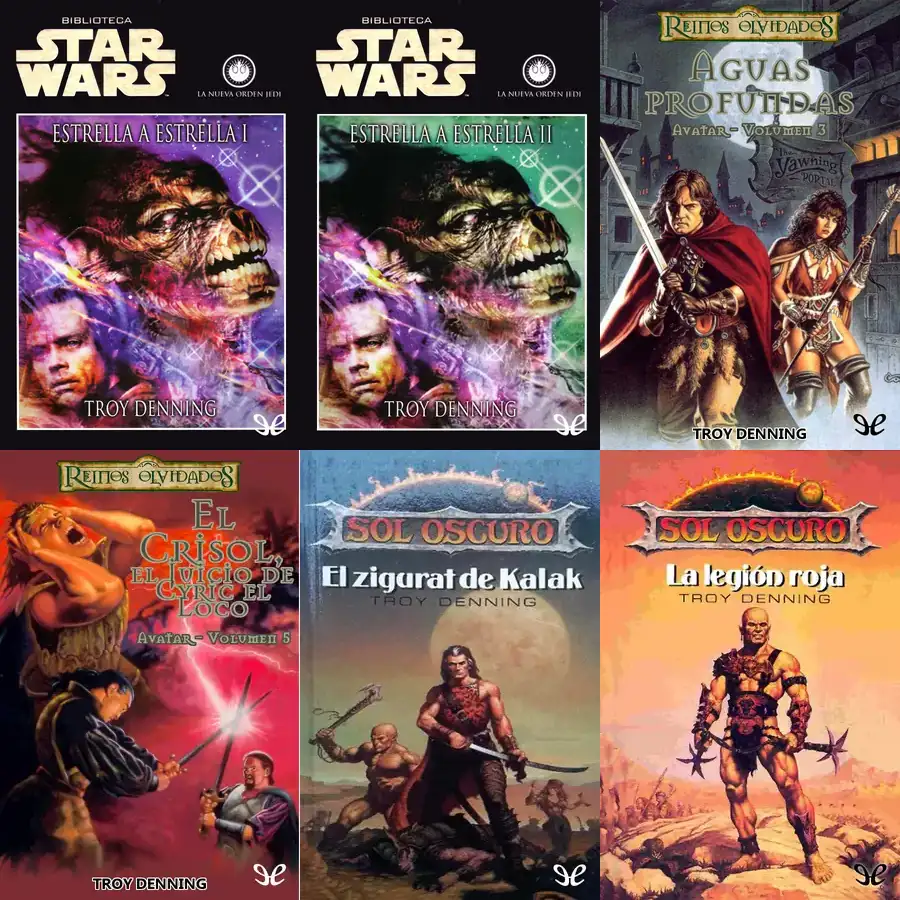 BIBLIOTECA
STAR
WARS
LA NUEVA ORDEN JEDI
ESTRELLA A ESTRELLA I
TROY DENNING
BIBLIOTECA
STAR
WARS
LA NUEVA ORDEN JEDI
ESTRELLA A ESTRELLA II
TROY DENNING
REINOS OLVIDADOS
AGUAS
PROFUNDAS
AVATAR - VOLUMEN 3
The
Yawning
PORTAL
TROY DENNING
REINOS OLVIDADOS
EL
CRISOL,
EL JUICIO DE
CYRIC EL
LOCO
AVATAR - VOLUMEN 5
TROY DENNING
SOL OSCURO
El zigurat de Kalak
TROY DENNING
SOL OSCURO
La legión roja
TROY DENNING